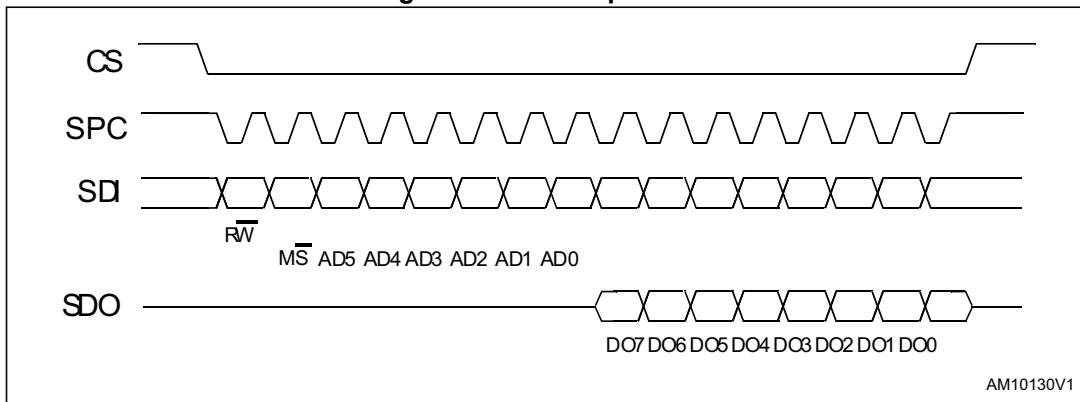 CS
SPC
SDI
RW
MS AD5 AD4 AD3 AD2 AD1 AD0
SDO
DO7 DO6 DO5 DO4 DO3 DO2 DO1 DO0
AM10130V1